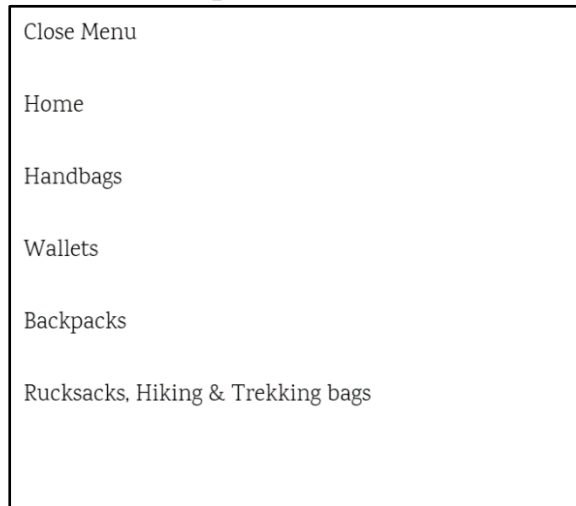 Close Menu
Home
Handbags
Wallets
Backpacks
Rucksacks, Hiking & Trekking bags